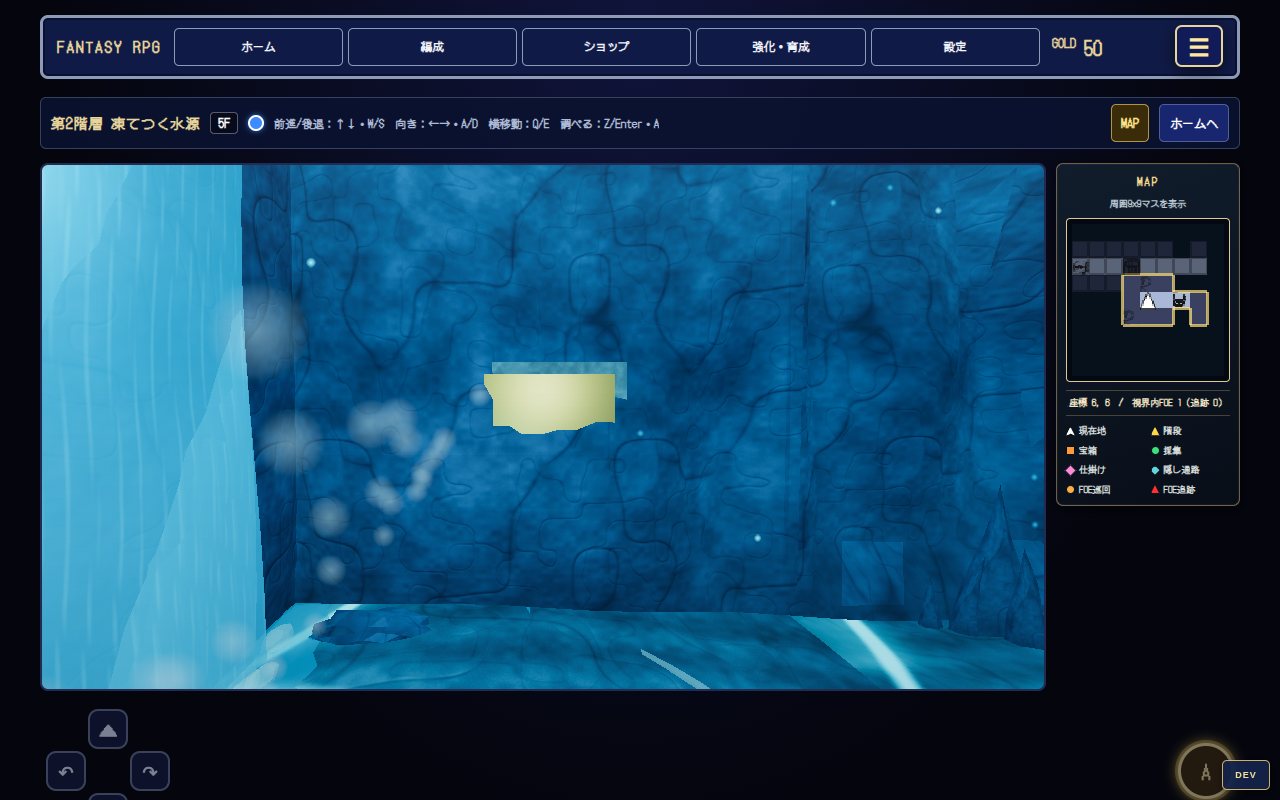 FANTASY RPG
ホーム
編成
ショップ
強化・育成
設定
GOLD 50
第2階層 凍てつく水源
5F
前進/後退：↑↓・W/S 向き：←→・A/D 横移動：Q/E 調べる：Z/Enter・A
MAP
ホームへ
MAP
周囲9x9マスを表示
座標 6, 6 / 視界内FOE 1（追跡 0）
現在地
階段
宝箱
採集
仕掛け
隠し通路
FOE巡回
FOE追跡
A
DEV